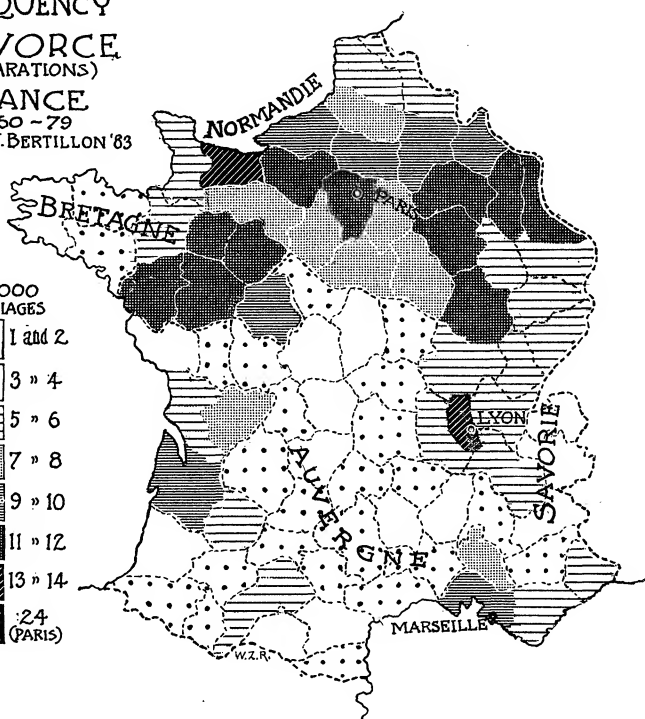 QUENCY
VORCE
ARATIONS)
ANCE
60-79
BERTILLON '83
NORMANDIE
BRETAGNE
PARIS
000
IAGES
1 and 2
3 " 4
5 " 6
7 " 8
9 " 10
11 " 12
13 " 14
24
(PARIS)
LYON
SAVORIE
AUVERGNE
MARSEILLE
W.Z.R.